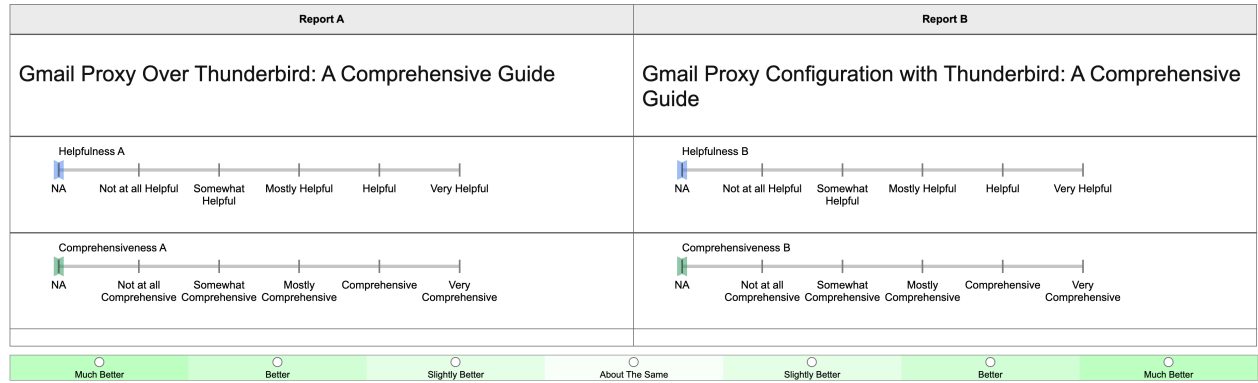 Report A
Report B
Gmail Proxy Over Thunderbird: A Comprehensive Guide
Gmail Proxy Configuration with Thunderbird: A Comprehensive
Guide
Helpfulness A
NA Not at all Helpful Somewhat Mostly Helpful Helpful Very Helpful
Helpful
Helpfulness B
NA Not at all Helpful Somewhat Mostly Helpful Helpful Very Helpful
Helpful
Comprehensiveness A
NA Not at all Somewhat Mostly Comprehensive Very
Comprehensive Comprehensive Comprehensive Comprehensive
Comprehensiveness B
NA Not at all Somewhat Mostly Comprehensive Very
Comprehensive Comprehensive Comprehensive Comprehensive
Much Better Better Slightly Better About The Same Slightly Better Better Much Better